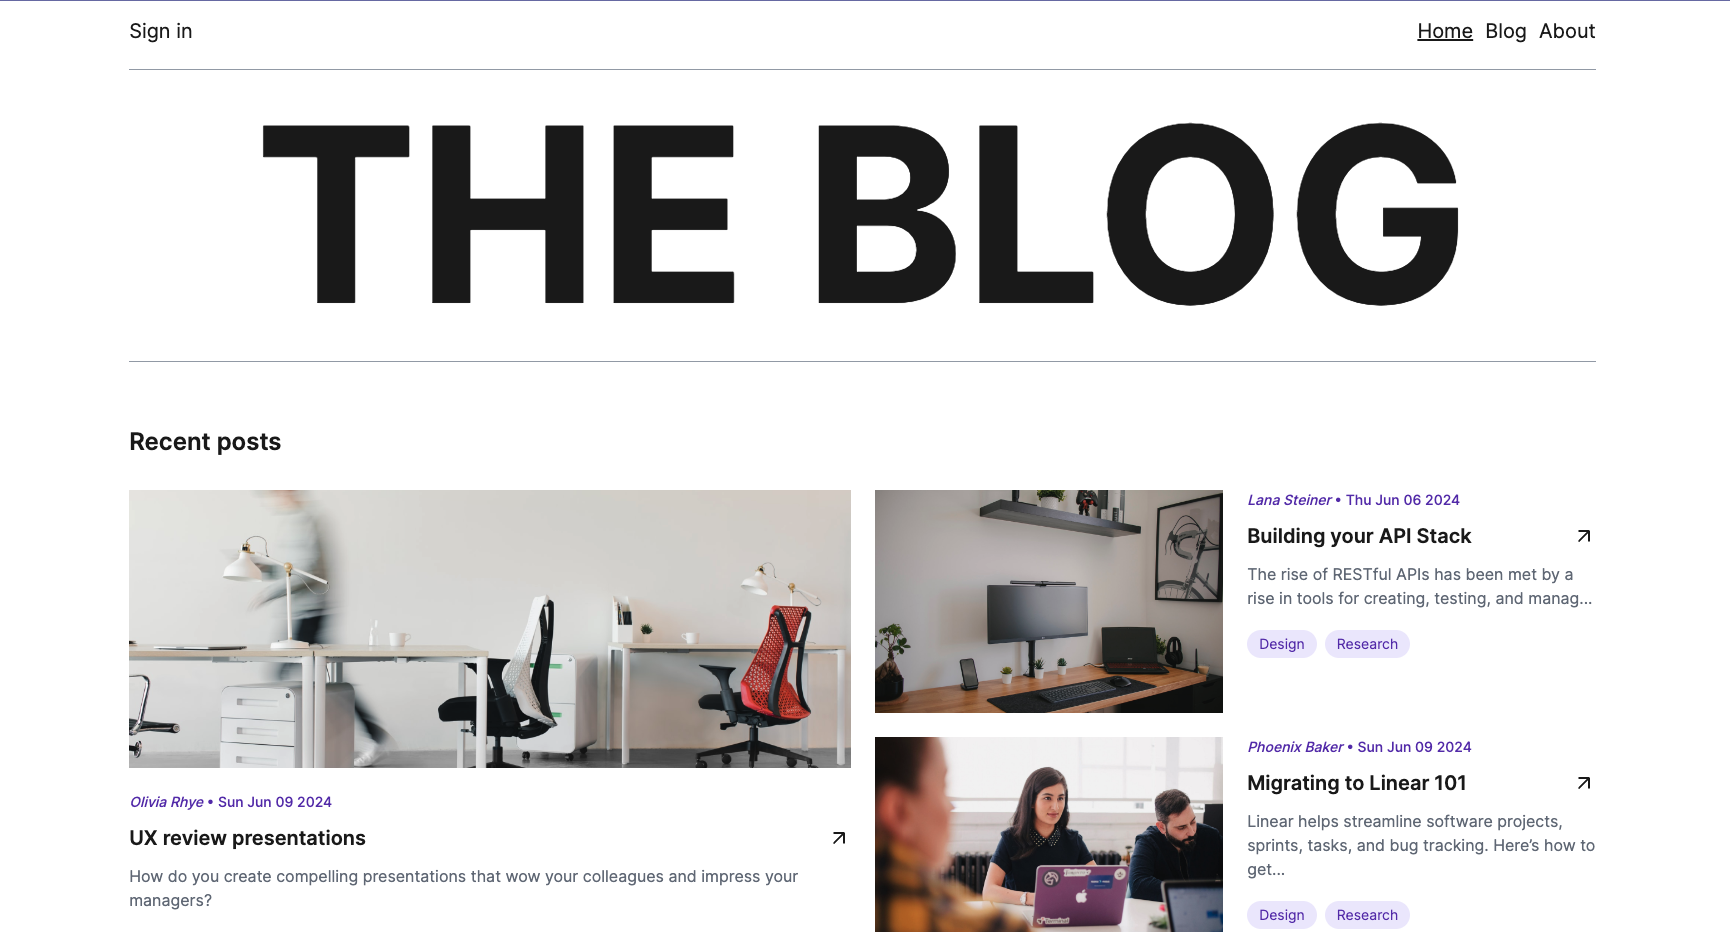 Sign in
Home Blog About
THE BLOG
Recent posts
Olivia Rhye • Sun Jun 09 2024
UX review presentations
How do you create compelling presentations that wow your colleagues and impress your
managers?
Lana Steiner • Thu Jun 06 2024
Building your API Stack
The rise of RESTful APIs has been met by a
rise in tools for creating, testing, and manag...
Design Research
Phoenix Baker • Sun Jun 09 2024
Migrating to Linear 101
Linear helps streamline software projects,
sprints, tasks, and bug tracking. Here’s how to
get...
Design Research